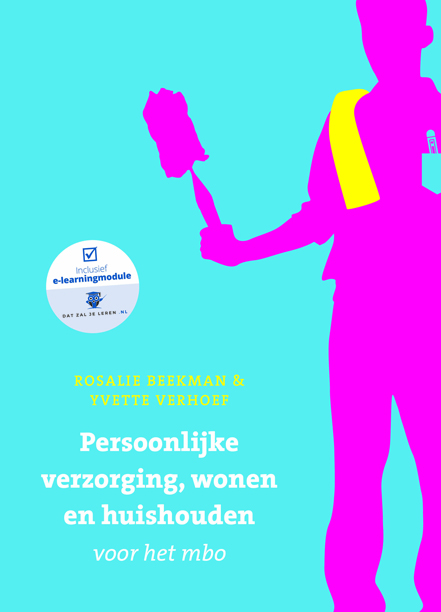 Inclusief
e-learningmodule
DAT ZAL JE LEREN .NL
ROSALIE BEEKMAN &
YVETTE VERHOEF
Persoonlijke
verzorging, wonen
en huishouden
voor het mbo